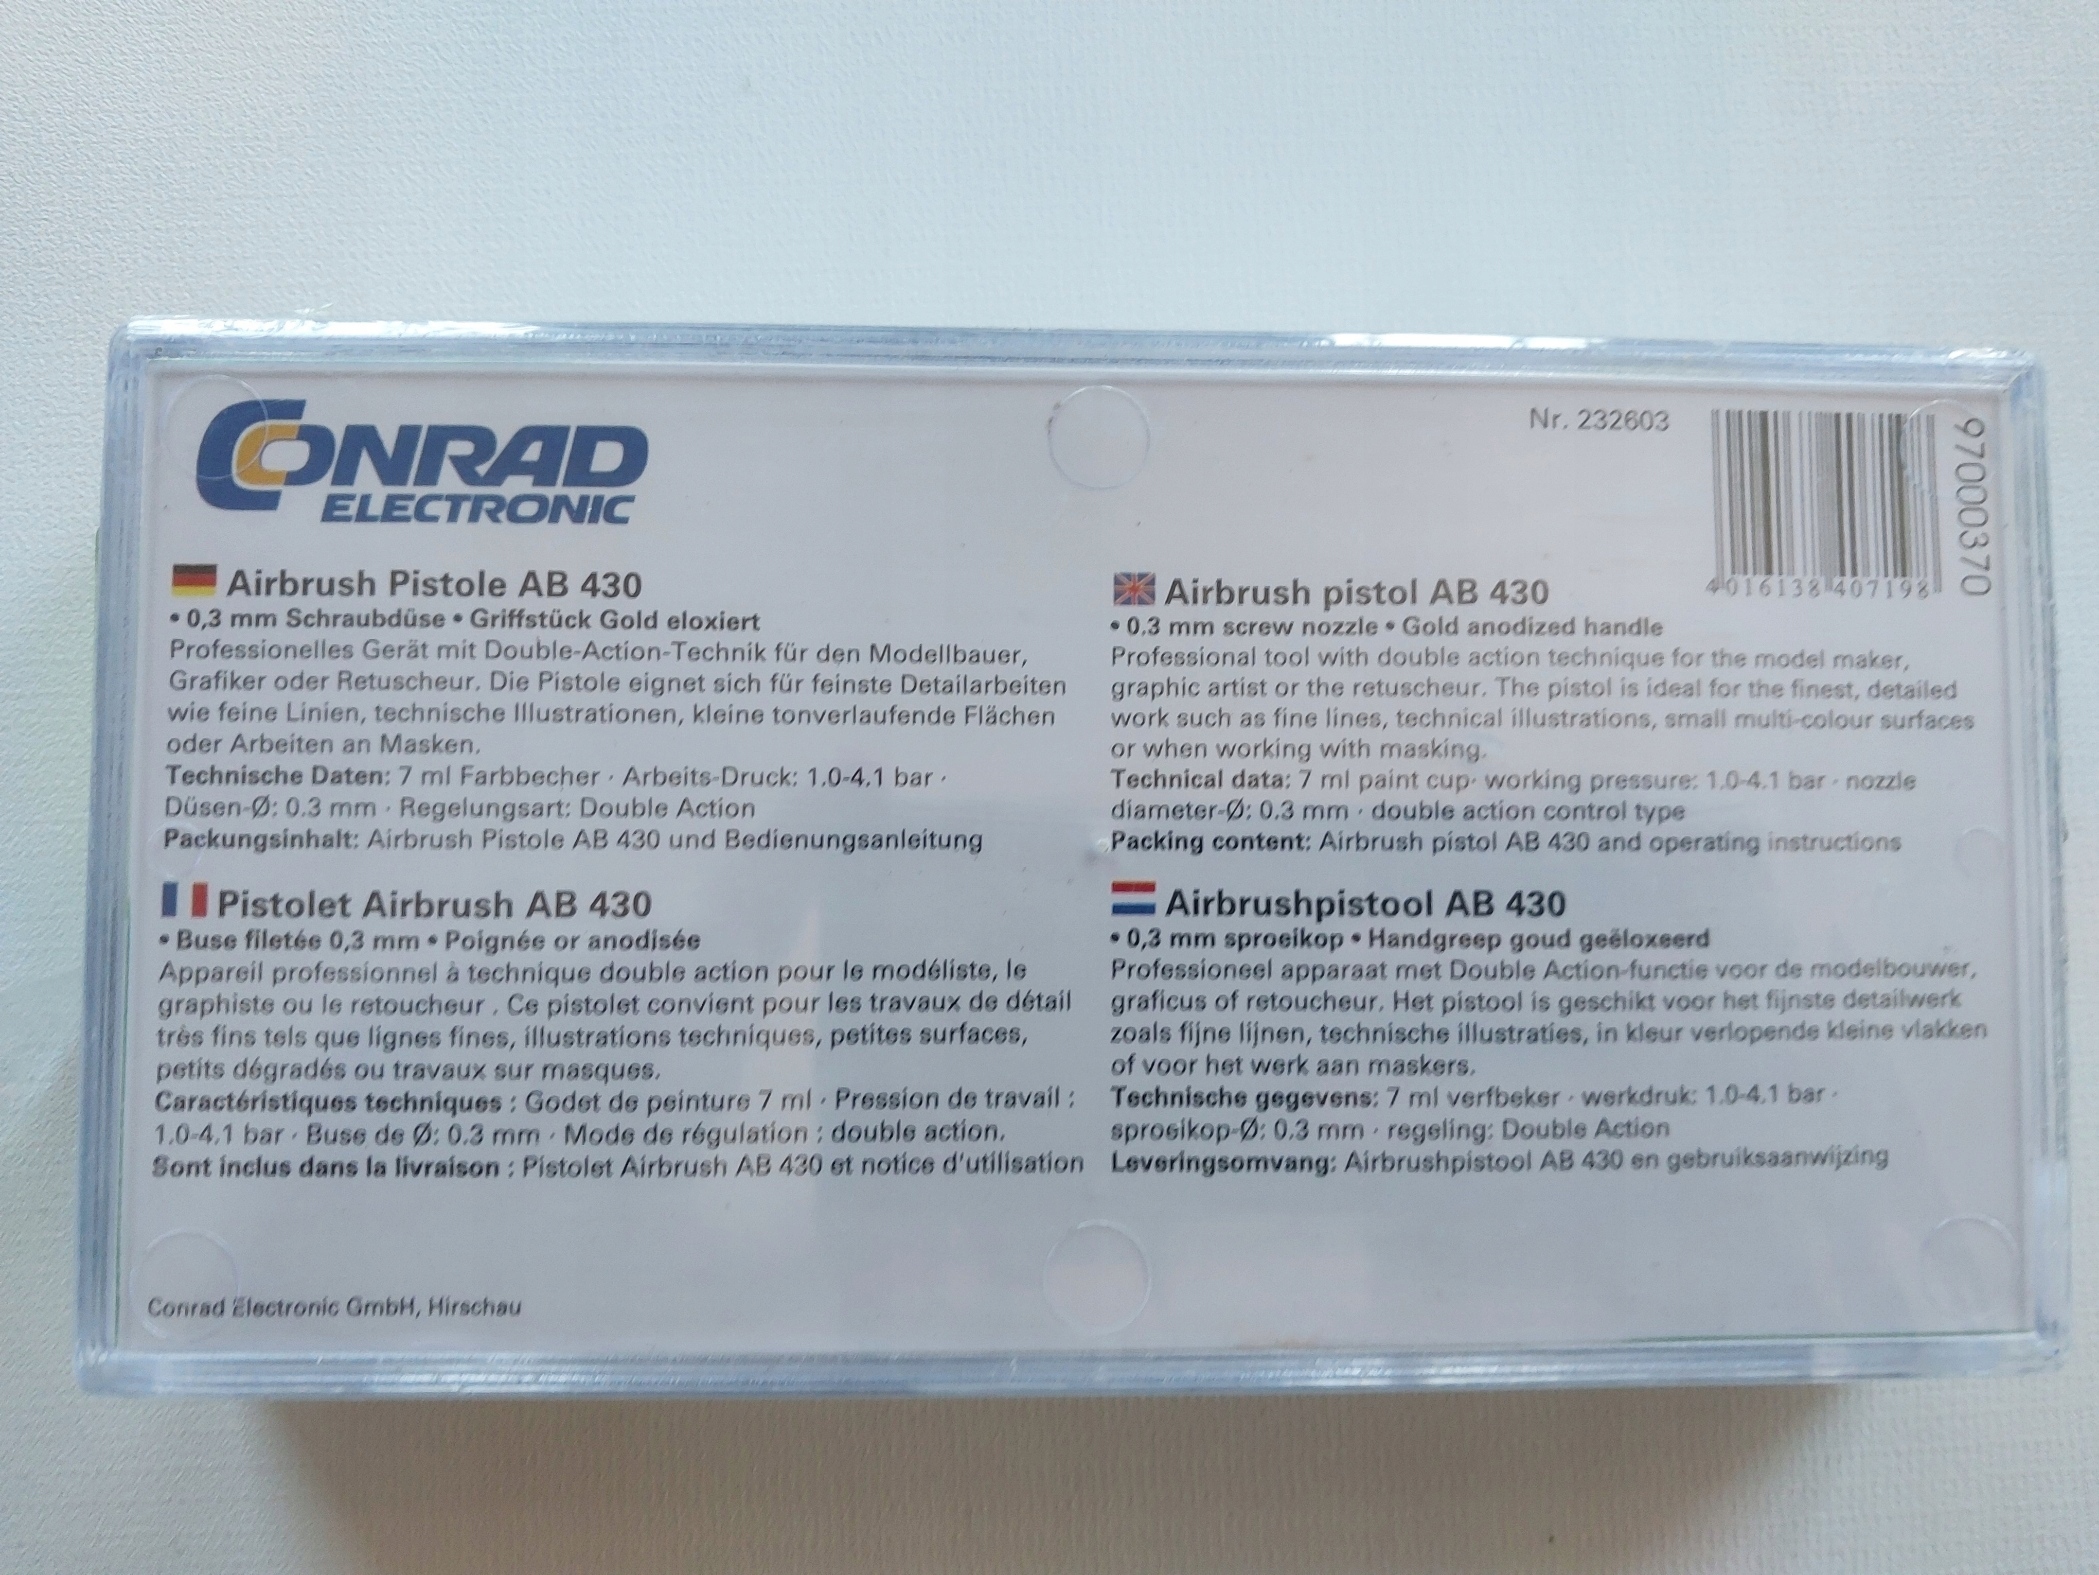 CONRAD
ELECTRONIC
Nr. 232603
4016138 407198
97000370
Airbrush Pistole AB 430
• 0,3 mm Schraubdüse • Griffstück Gold eloxiert
Professionelles Gerät mit Double-Action-Technik für den Modellbauer,
Grafiker oder Retuscheur. Die Pistole eignet sich für feinste Detailarbeiten
wie feine Linien, technische Illustrationen, kleine tonverlaufende Flächen
oder Arbeiten an Masken.
Technische Daten: 7 ml Farbbecher · Arbeits-Druck: 1.0-4.1 bar ·
Düsen-Ø: 0.3 mm · Regelungsart: Double Action
Packungsinhalt: Airbrush Pistole AB 430 und Bedienungsanleitung
Airbrush pistol AB 430
• 0.3 mm screw nozzle • Gold anodized handle
Professional tool with double action technique for the model maker,
graphic artist or the retuscheur. The pistol is ideal for the finest, detailed
work such as fine lines, technical illustrations, small multi-colour surfaces
or when working with masking.
Technical data: 7 ml paint cup· working pressure: 1.0-4.1 bar · nozzle
diameter-Ø: 0.3 mm · double action control type
Packing content: Airbrush pistol AB 430 and operating instructions
Pistolet Airbrush AB 430
• Buse filetée 0,3 mm • Poignée or anodisée
Appareil professionnel à technique double action pour le modéliste, le
graphiste ou le retoucheur . Ce pistolet convient pour les travaux de détail
très fins tels que lignes fines, illustrations techniques, petites surfaces,
petits dégradés ou travaux sur masques.
Caractéristiques techniques : Godet de peinture 7 ml · Pression de travail :
1.0-4.1 bar · Buse de Ø: 0.3 mm · Mode de régulation : double action.
Sont inclus dans la livraison : Pistolet Airbrush AB 430 et notice d'utilisation
Airbrushpistool AB 430
• 0,3 mm sproeikop • Handgreep goud geëloxeerd
Professioneel apparaat met Double Action-functie voor de modelbouwer,
graficus of retoucheur. Het pistool is geschikt voor het fijnste detailwerk
zoals fijne lijnen, technische illustraties, in kleur verlopende kleine vlakken
of voor het werk aan maskers.
Technische gegevens: 7 ml verfbeker · werkdruk: 1.0-4.1 bar ·
sproeikop-Ø: 0.3 mm · regeling: Double Action
Leveringsomvang: Airbrushpistool AB 430 en gebruiksaanwijzing
Conrad Electronic GmbH, Hirschau